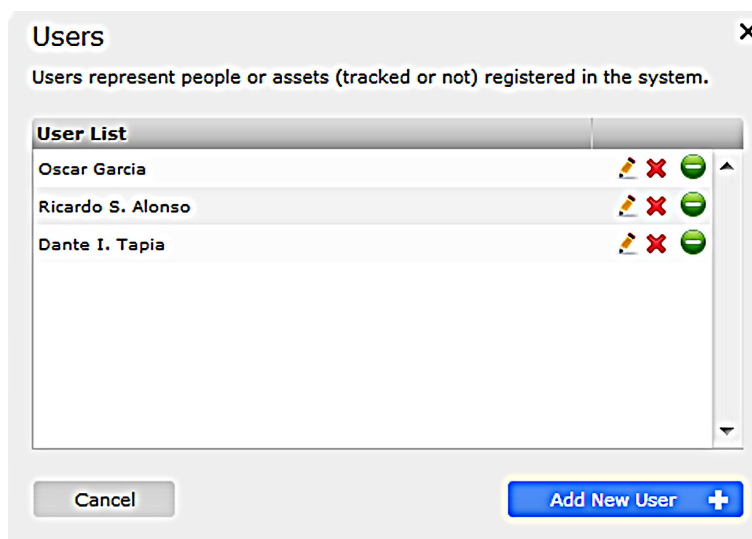 Users
Users represent people or assets (tracked or not) registered in the system.
User List
Oscar Garcia
Ricardo S. Alonso
Dante I. Tapia
Cancel
Add New User